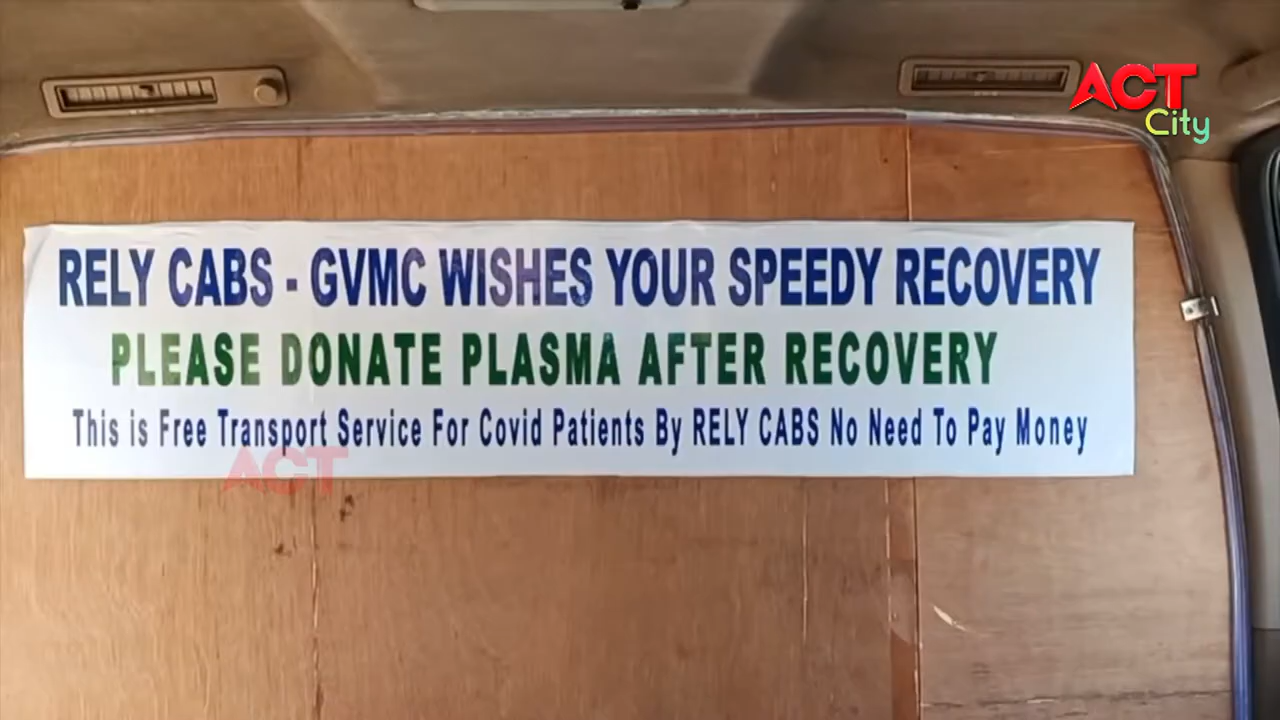 ACT
City
RELY CABS - GVMC WISHES YOUR SPEEDY RECOVERY
PLEASE DONATE PLASMA AFTER RECOVERY
This is Free Transport Service For Covid Patients By RELY CABS No Need To Pay Money
ACT